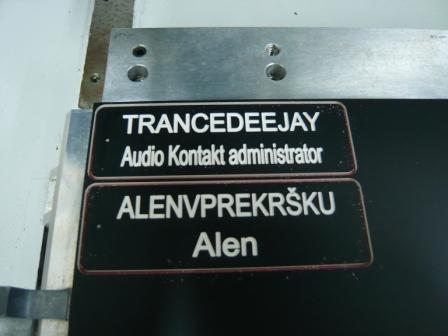 TRANCEDEEJAY
Audio Kontakt administrator
ALENVPREKRŠKU
Alen